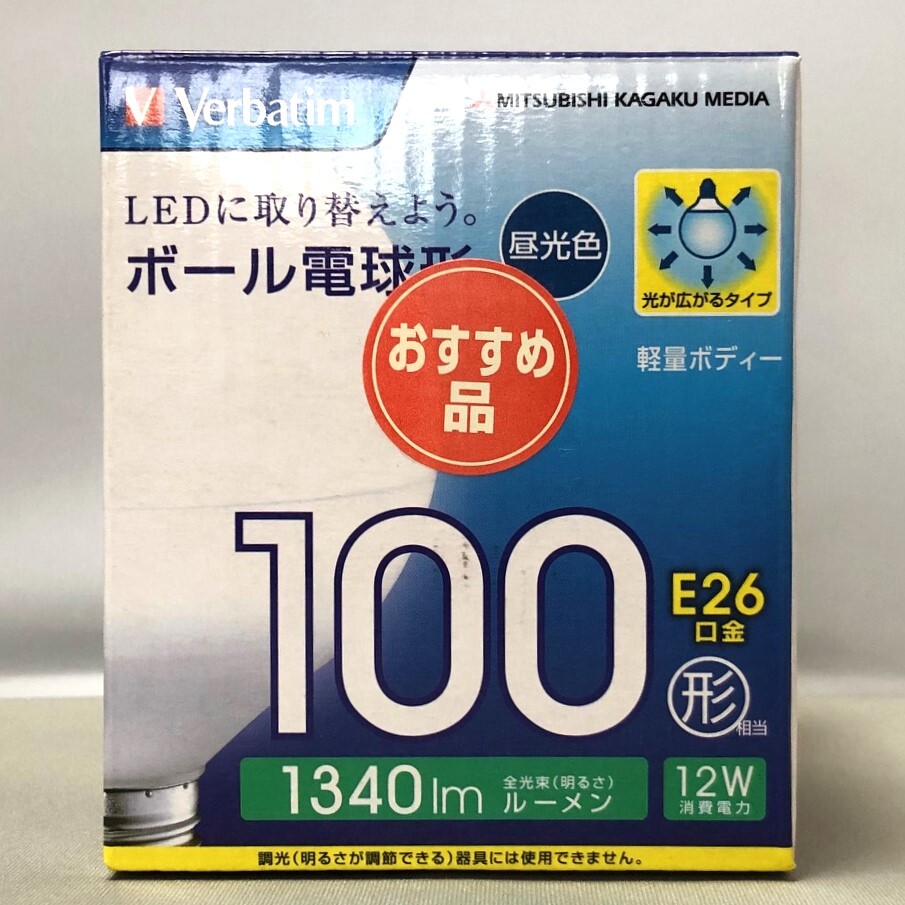 Verbatim
MITSUBISHI KAGAKU MEDIA
LEDに取り替えよう。
ボール電球形
昼光色
光が広がるタイプ
軽量ボディー
おすすめ
品
100
E26
口金
形
相当
1340lm
全光束(明るさ)
ルーメン
12W
消費電力
調光(明るさが調節できる)器具には使用できません。